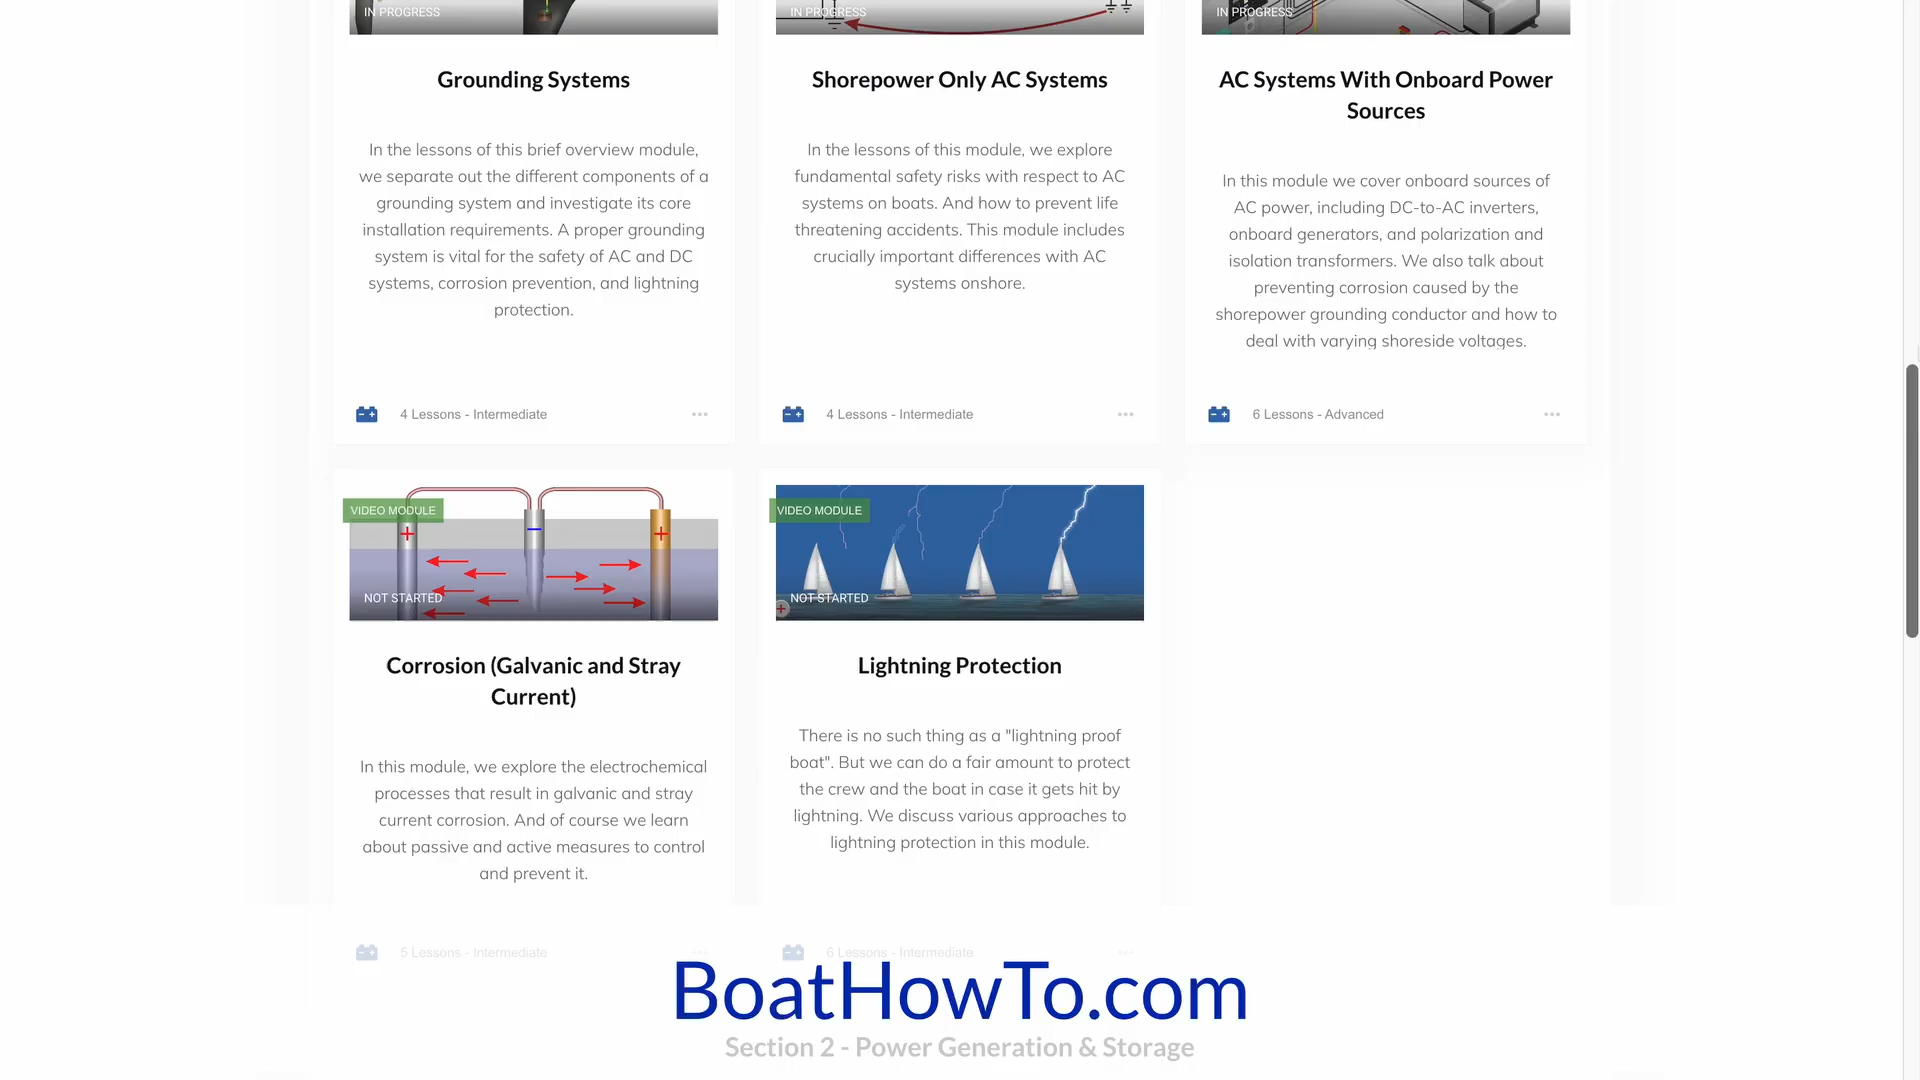 IN PROGRESS
Grounding Systems
In the lessons of this brief overview module,
we separate out the different components of a
grounding system and investigate its core
installation requirements. A proper grounding
system is vital for the safety of AC and DC
systems, corrosion prevention, and lightning
protection.
4 Lessons - Intermediate
IN PROGRESS
Shorepower Only AC Systems
In the lessons of this module, we explore
fundamental safety risks with respect to AC
systems on boats. And how to prevent life
threatening accidents. This module includes
crucially important differences with AC
systems onshore.
4 Lessons - Intermediate
IN PROGRESS
AC Systems With Onboard Power
Sources
In this module we cover onboard sources of
AC power, including DC-to-AC inverters,
onboard generators, and polarization and
isolation transformers. We also talk about
preventing corrosion caused by the
shorepower grounding conductor and how to
deal with varying shoreside voltages.
6 Lessons - Advanced
VIDEO MODULE
NOT STARTED
Corrosion (Galvanic and Stray
Current)
In this module, we explore the electrochemical
processes that result in galvanic and stray
current corrosion. And of course we learn
about passive and active measures to control
and prevent it.
5 Lessons - Intermediate
VIDEO MODULE
NOT STARTED
Lightning Protection
There is no such thing as a "lightning proof
boat". But we can do a fair amount to protect
the crew and the boat in case it gets hit by
lightning. We discuss various approaches to
lightning protection in this module.
6 Lessons - Intermediate
BoatHowTo.com
Section 2 - Power Generation & Storage